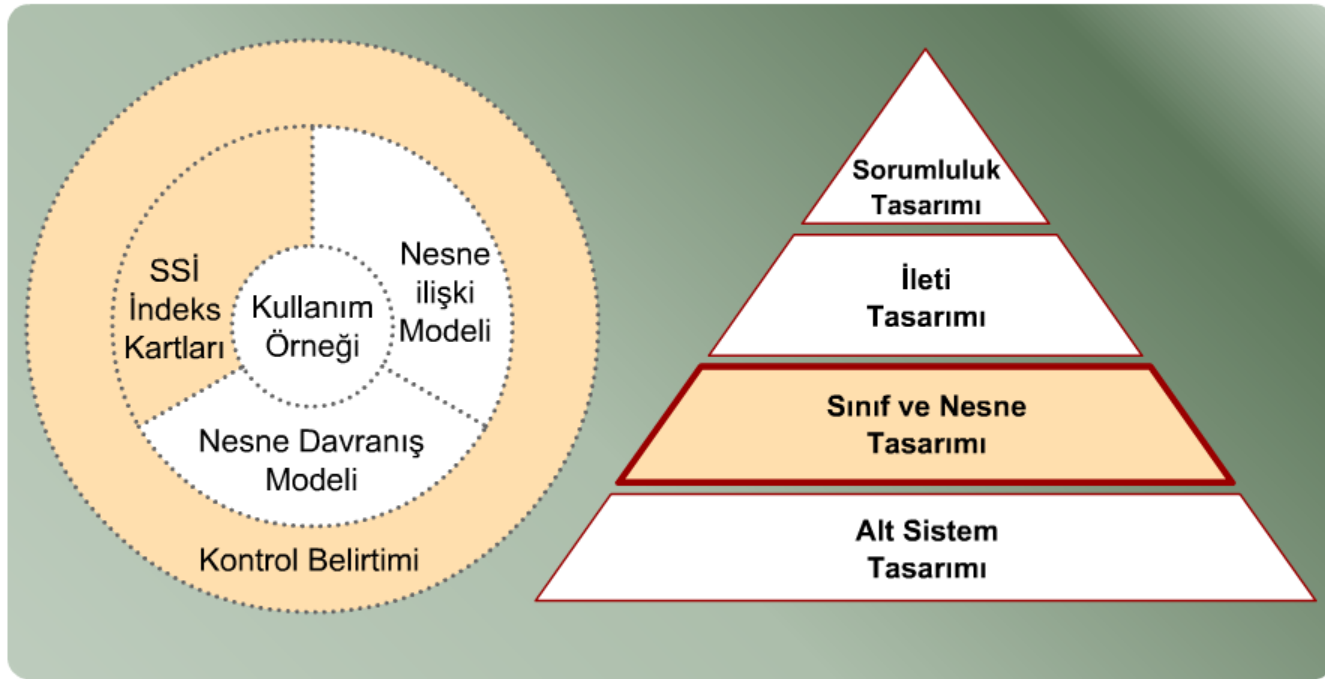 SSİ
İndeks
Kartları
Kullanım
Örneği
Nesne
ilişki
Modeli
Nesne Davranış
Modeli
Kontrol Belirtimi
Sorumluluk
Tasarımı
İleti
Tasarımı
Sınıf ve Nesne
Tasarımı
Alt Sistem
Tasarımı